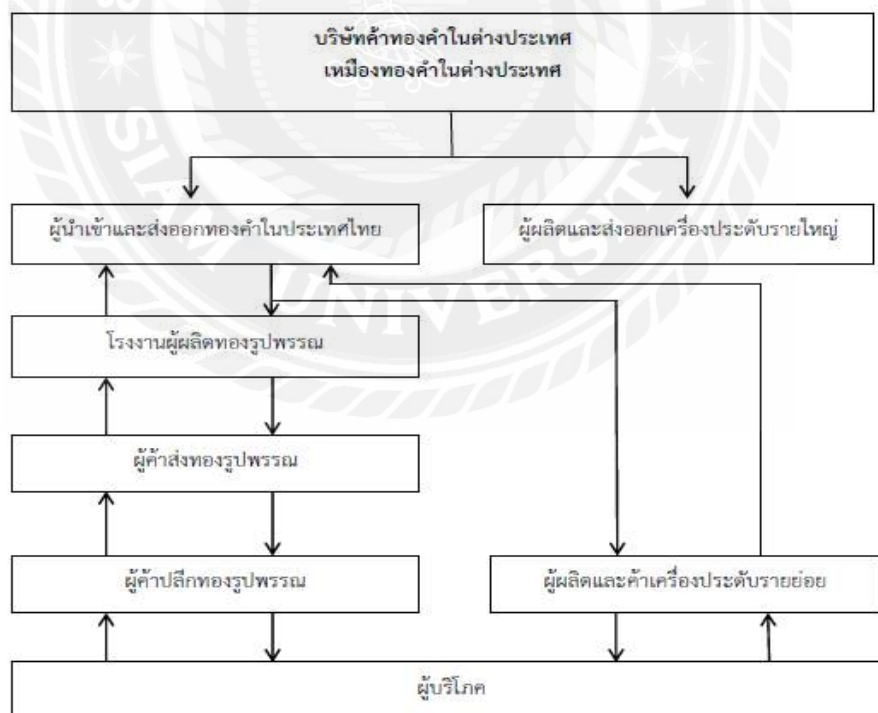 บริษัทค้าทองคำในต่างประเทศ
เหมืองทองคำในต่างประเทศ
ผู้นำเข้าและส่งออกทองคำในประเทศไทย
ผู้ผลิตและส่งออกเครื่องประดับรายใหญ่
โรงงานผู้ผลิตทองรูปพรรณ
ผู้ค้าส่งทองรูปพรรณ
ผู้ค้าปลีกทองรูปพรรณ
ผู้ผลิตและค้าเครื่องประดับรายย่อย
ผู้บริโภค
SIAM UNIVERSITY